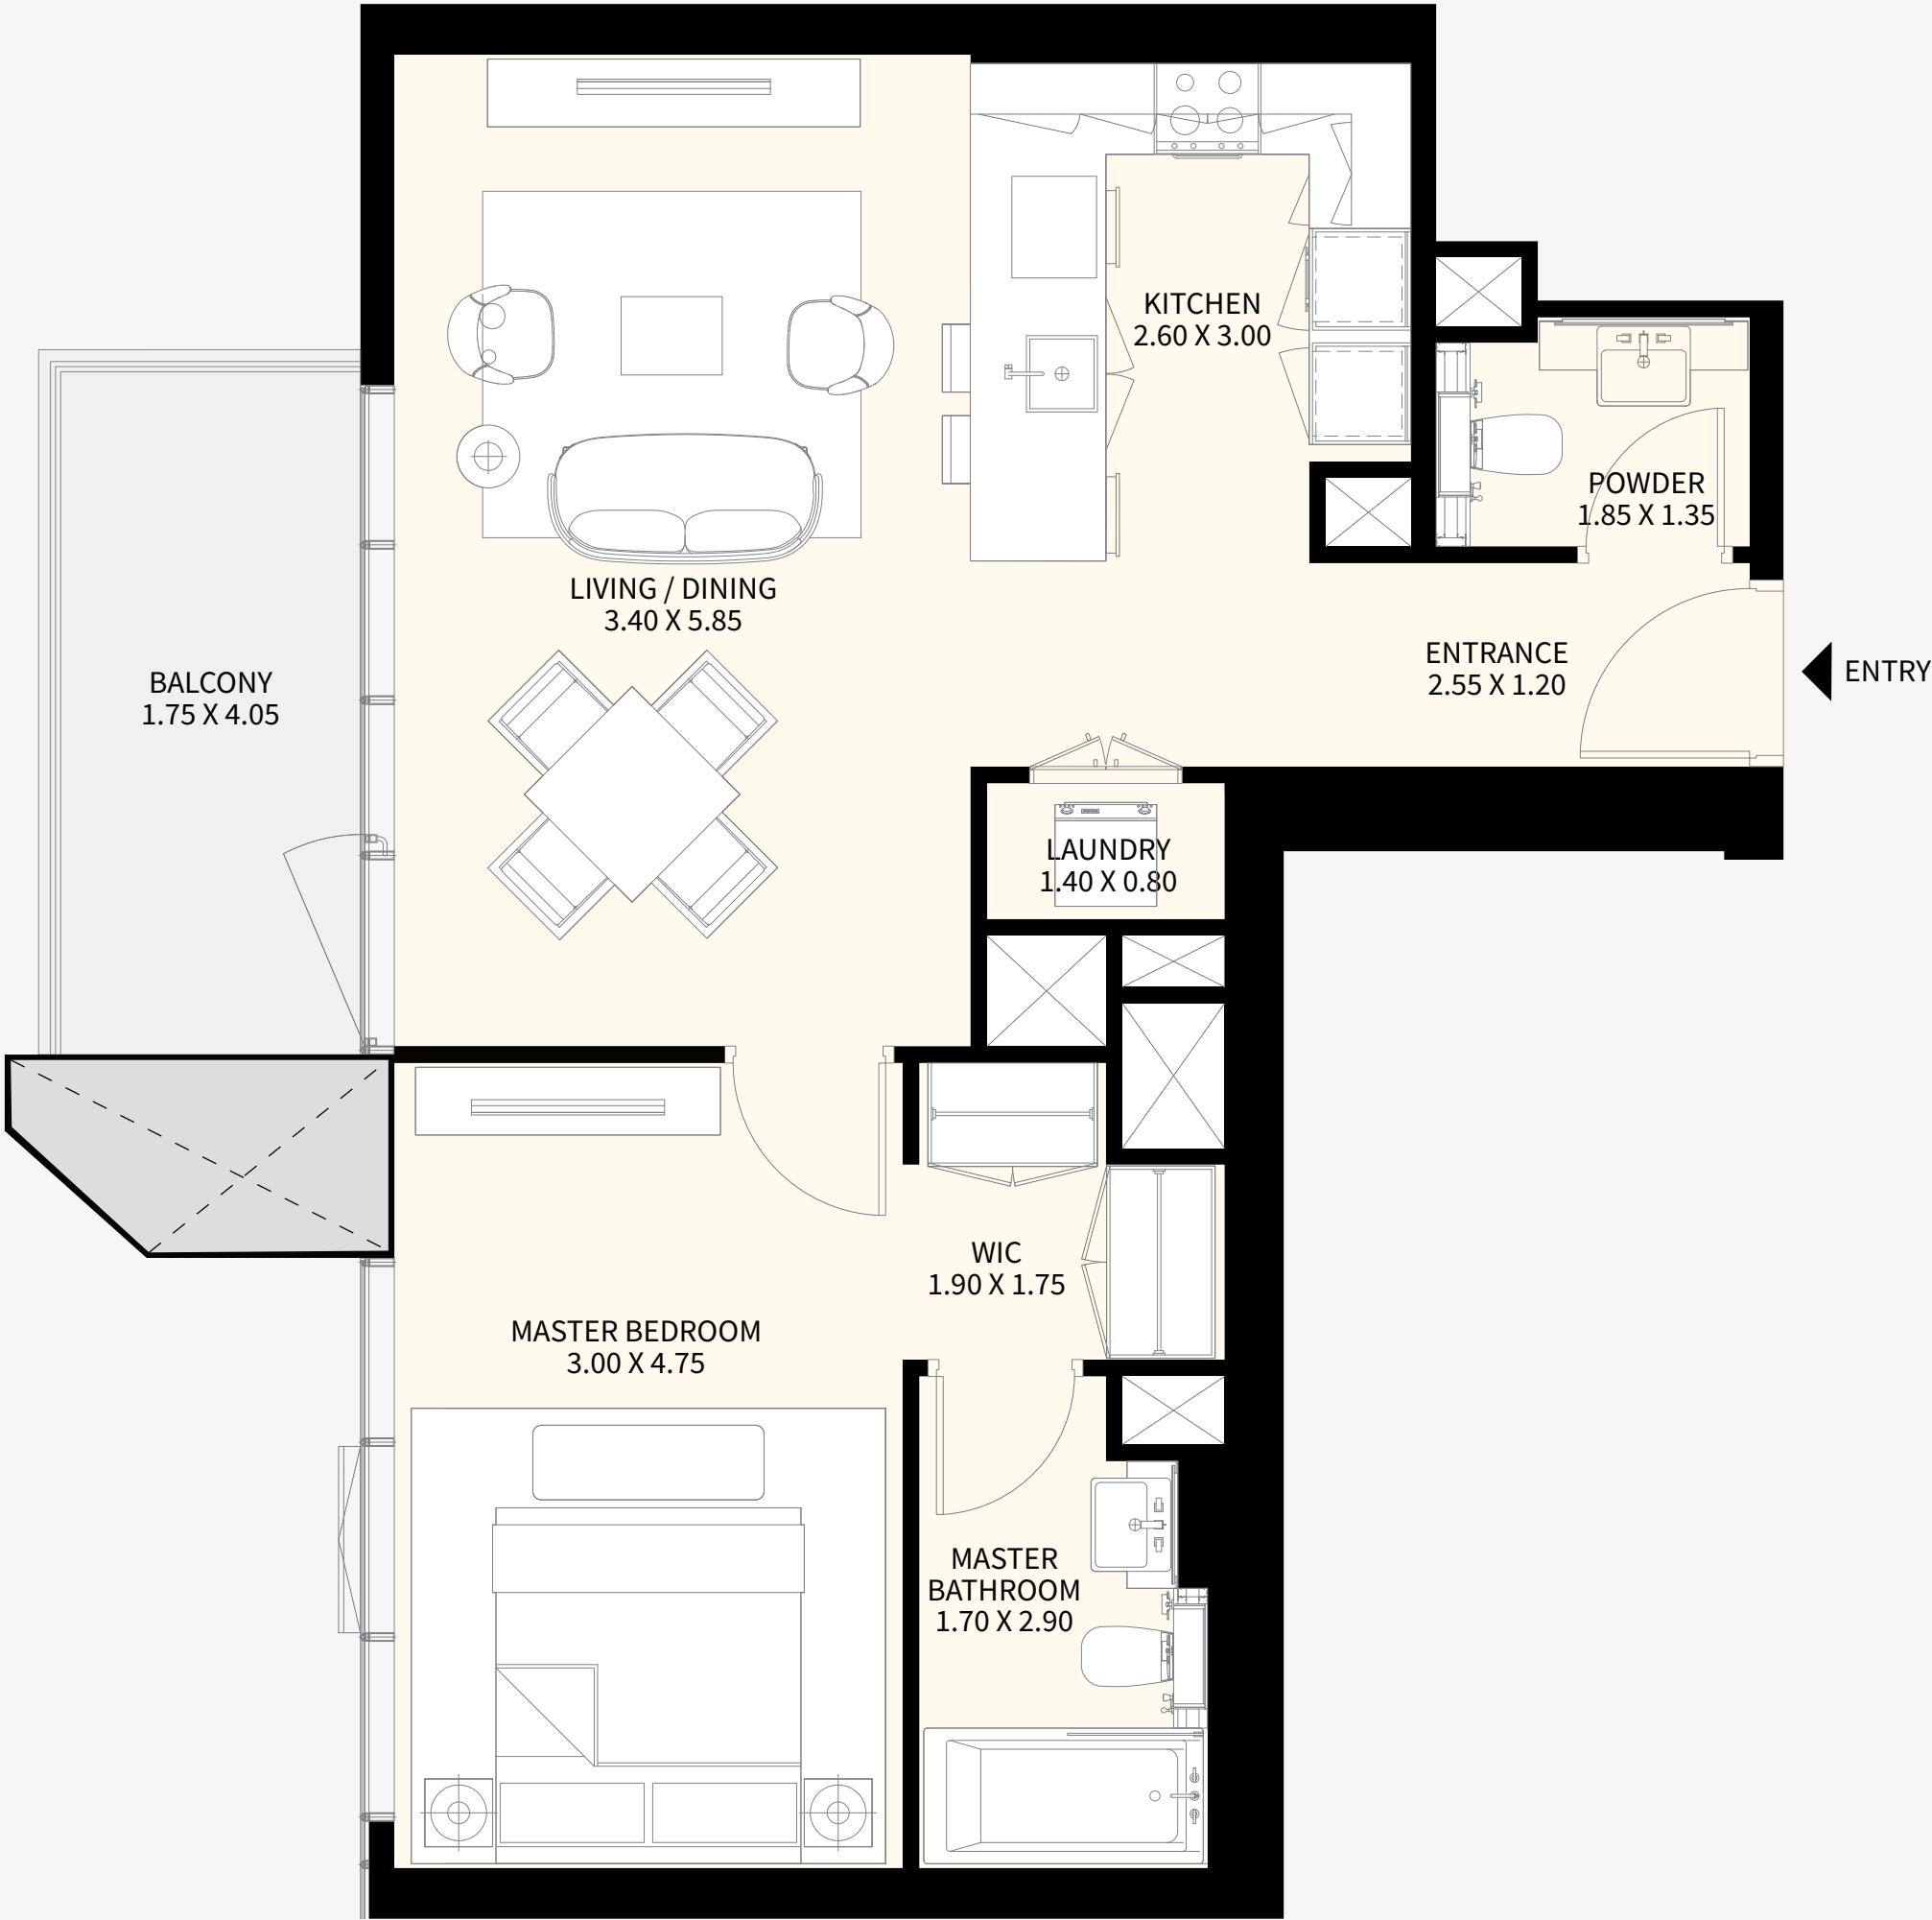 KITCHEN
2.60 X 3.00
POWDER
1.85 X 1.35
LIVING / DINING
3.40 X 5.85
ENTRANCE
2.55 X 1.20
ENTRY
BALCONY
1.75 X 4.05
LAUNDRY
1.40 X 0.80
WIC
1.90 X 1.75
MASTER BEDROOM
3.00 X 4.75
MASTER
BATHROOM
1.70 X 2.90